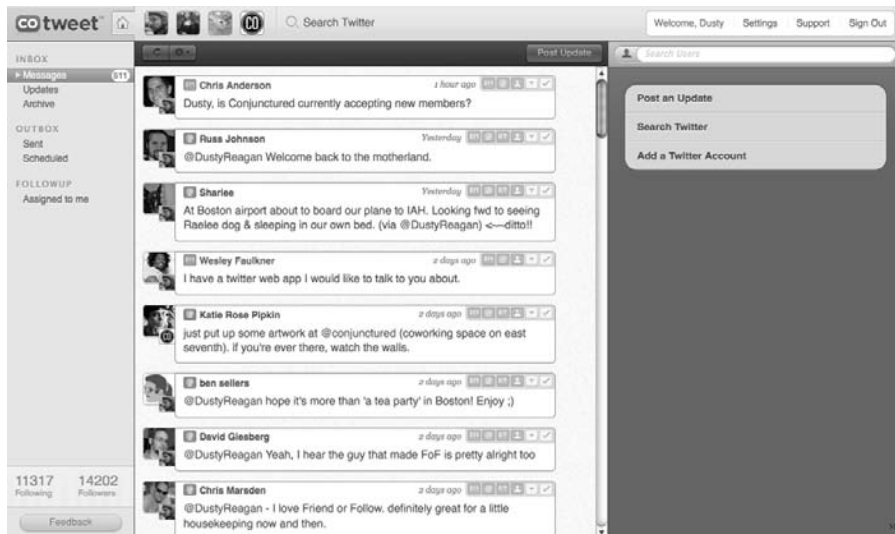 COtweet
CO
Search Twitter
Welcome, Dusty
Settings
Support
Sign Out
Post Update
Search Users
INBOX
Messages
511
Updates
Archive
OUTBOX
Sent
Scheduled
FOLLOWUP
Assigned to me
Chris Anderson
1 hour ago
Dusty, is Conjunctured currently accepting new members?
Russ Johnson
Yesterday
@DustyReagan Welcome back to the motherland.
Sharlee
Yesterday
At Boston airport about to board our plane to IAH. Looking fwd to seeing
Raelee dog & sleeping in our own bed. (via @DustyReagan) <~~ditto!!
Wesley Faulkner
2 days ago
I have a twitter web app I would like to talk to you about.
Katie Rose Pipkin
2 days ago
just put up some artwork at @conjunctured (coworking space on east
seventh). if you're ever there, watch the walls.
ben sellers
2 days ago
@DustyReagan hope it's more than 'a tea party' in Boston! Enjoy ;)
David Giesberg
2 days ago
@DustyReagan Yeah, I hear the guy that made FoF is pretty alright too
Chris Marsden
2 days ago
@DustyReagan - I love Friend or Follow. definitely great for a little
housekeeping now and then.
Post an Update
Search Twitter
Add a Twitter Account
11317
14202
Following
Followers
Feedback